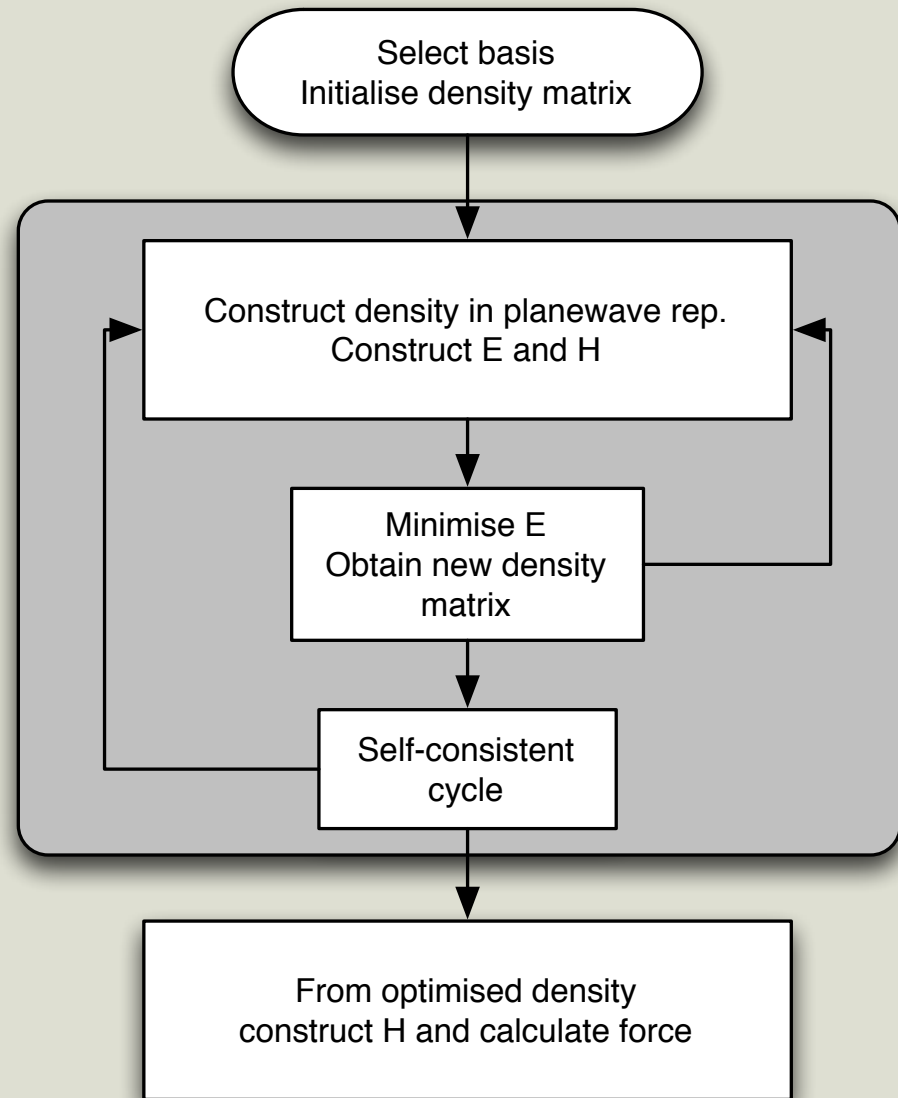 Select basis
Initialise density matrix
Construct density in planewave rep.
Construct E and H
Minimise E
Obtain new density
matrix
Self-consistent
cycle
From optimised density
construct H and calculate force